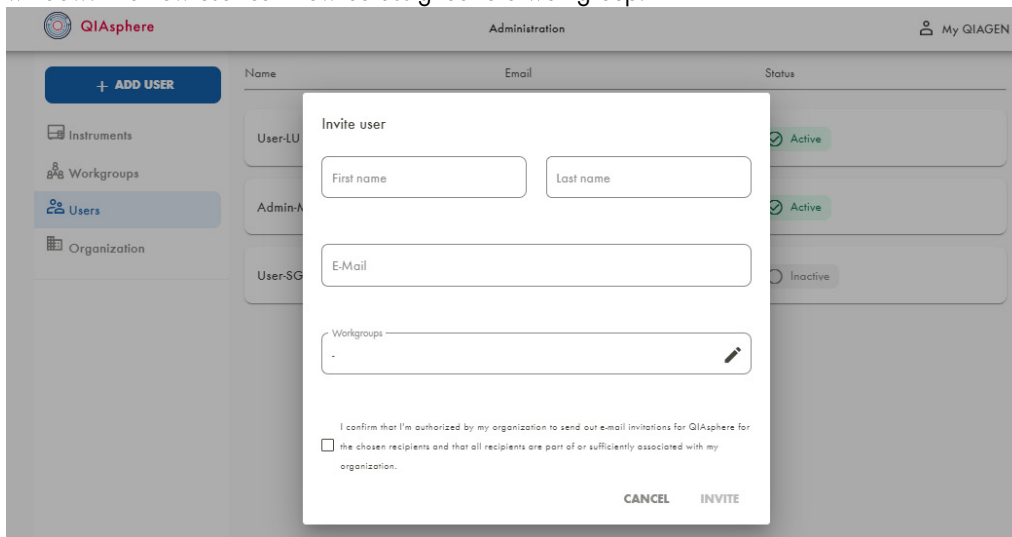 QIAsphere
Administration
My QIAGEN
+ ADD USER
Name
Email
Status
Instruments
Workgroups
Users
Organization
User-LU
Active
Admin-M
Active
User-SG
Inactive
Invite user
First name
Last name
E-Mail
Workgroups
-
I confirm that I'm authorized by my organization to send out e-mail invitations for QIAsphere for
the chosen recipients and that all recipients are part of or sufficiently associated with my
organization.
CANCEL
INVITE